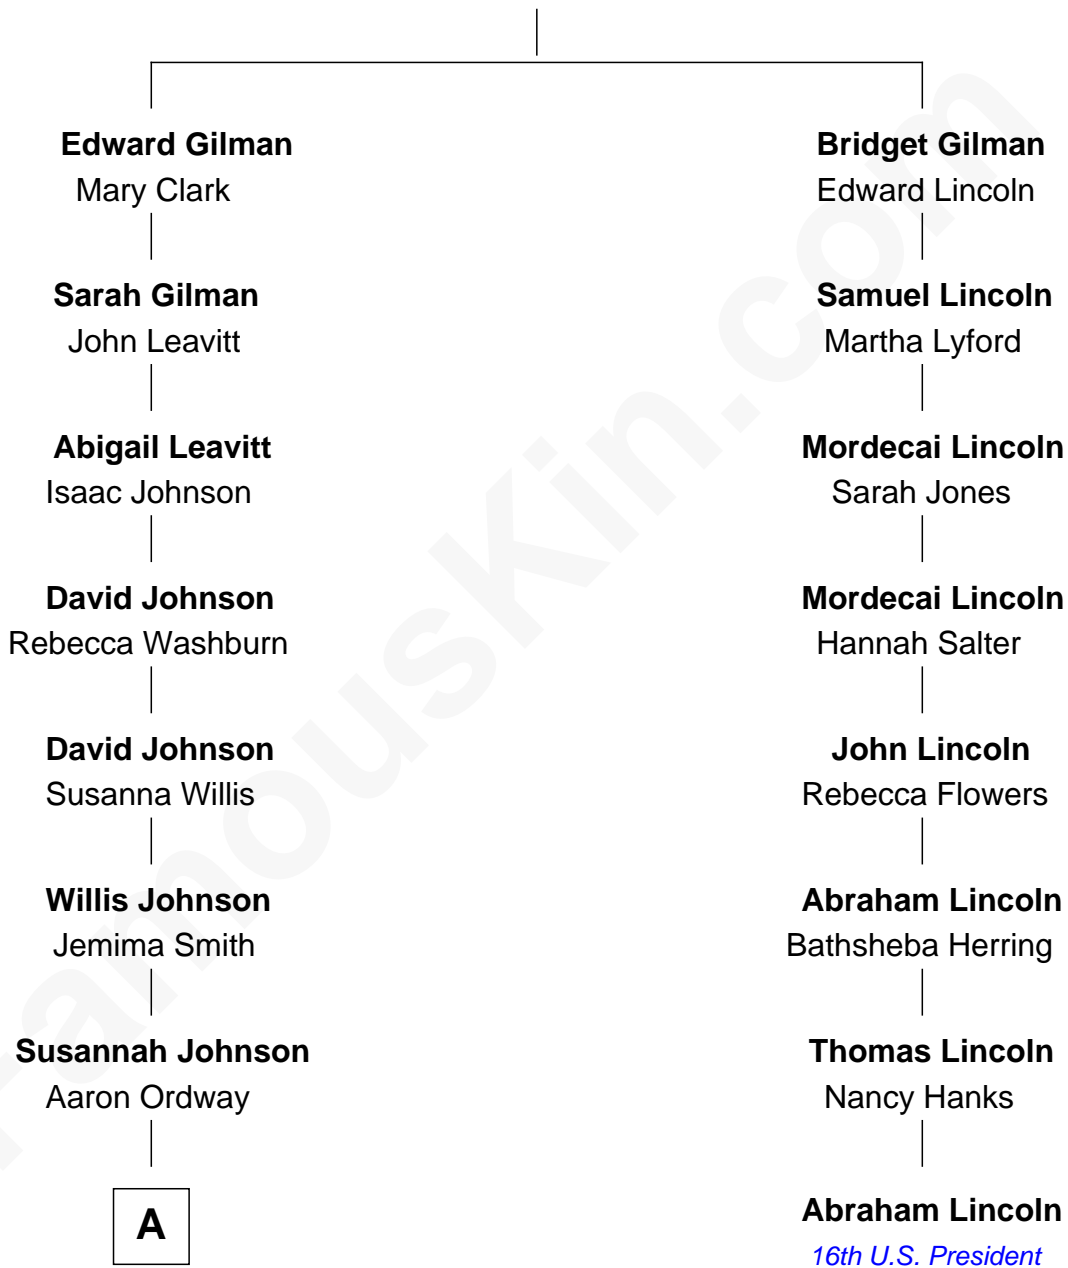 Edward Gilman
Mary Clark
Sarah Gilman
John Leavitt
Abigail Leavitt
Isaac Johnson
David Johnson
Rebecca Washburn
David Johnson
Susanna Willis
Willis Johnson
Jemima Smith
Susannah Johnson
Aaron Ordway
A
Bridget Gilman
Edward Lincoln
Samuel Lincoln
Martha Lyford
Mordecai Lincoln
Sarah Jones
Mordecai Lincoln
Hannah Salter
John Lincoln
Rebecca Flowers
Abraham Lincoln
Bathsheba Herring
Thomas Lincoln
Nancy Hanks
Abraham Lincoln
16th U.S. President
FamousKin.com